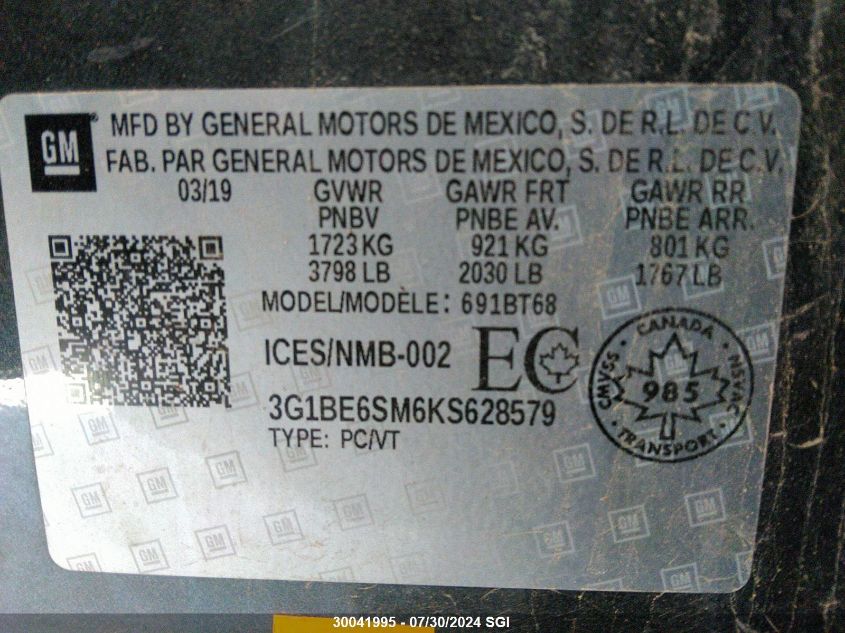 GM
MFD BY GENERAL MOTORS DE MEXICO, S. DE R.L. DE C.V.
FAB. PAR GENERAL MOTORS DE MEXICO, S. DE R.L. DE C.V.
03/19 GVWR GAWR FRT GAWR RR
PNBV PNBE AV. PNBE ARR.
1723 KG 921 KG 801 KG
3798 LB 2030 LB 1767 LB
MODEL/MODÈLE: 691BT68
ICES/NMB-002 EC
3G1BE6SM6KS628579
TYPE: PC/VT
CANADA
CMVSS 985 NSVAC
TRANSPORT
30041995 - 07/30/2024 SGI